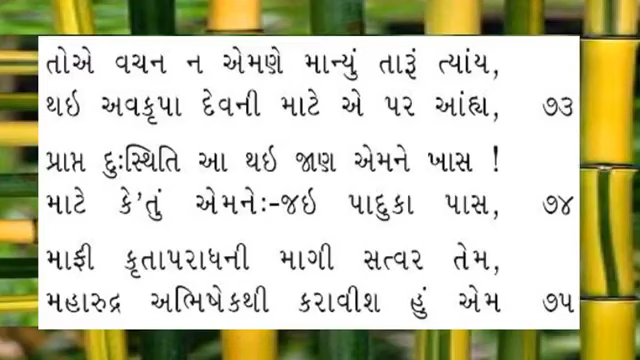 તોએ વચન ન એમણે માન્યું તારૂં ત્યાંય,
થઇ અવકૃપા દેવની માટે એ પર આંહ્ય, ૭૩
પ્રાપ્ત દુઃસ્થિતિ આ થઇ જાણ એમને ખાસ !
માટે કે'તું એમનેઃ-જઇ પાદુકા પાસ, ૭૪
માફી કૃતાપરાધની માગી સત્વર તેમ,
મહારુદ્ર અભિષેકથી કરાવીશ હું એમ ૭૫